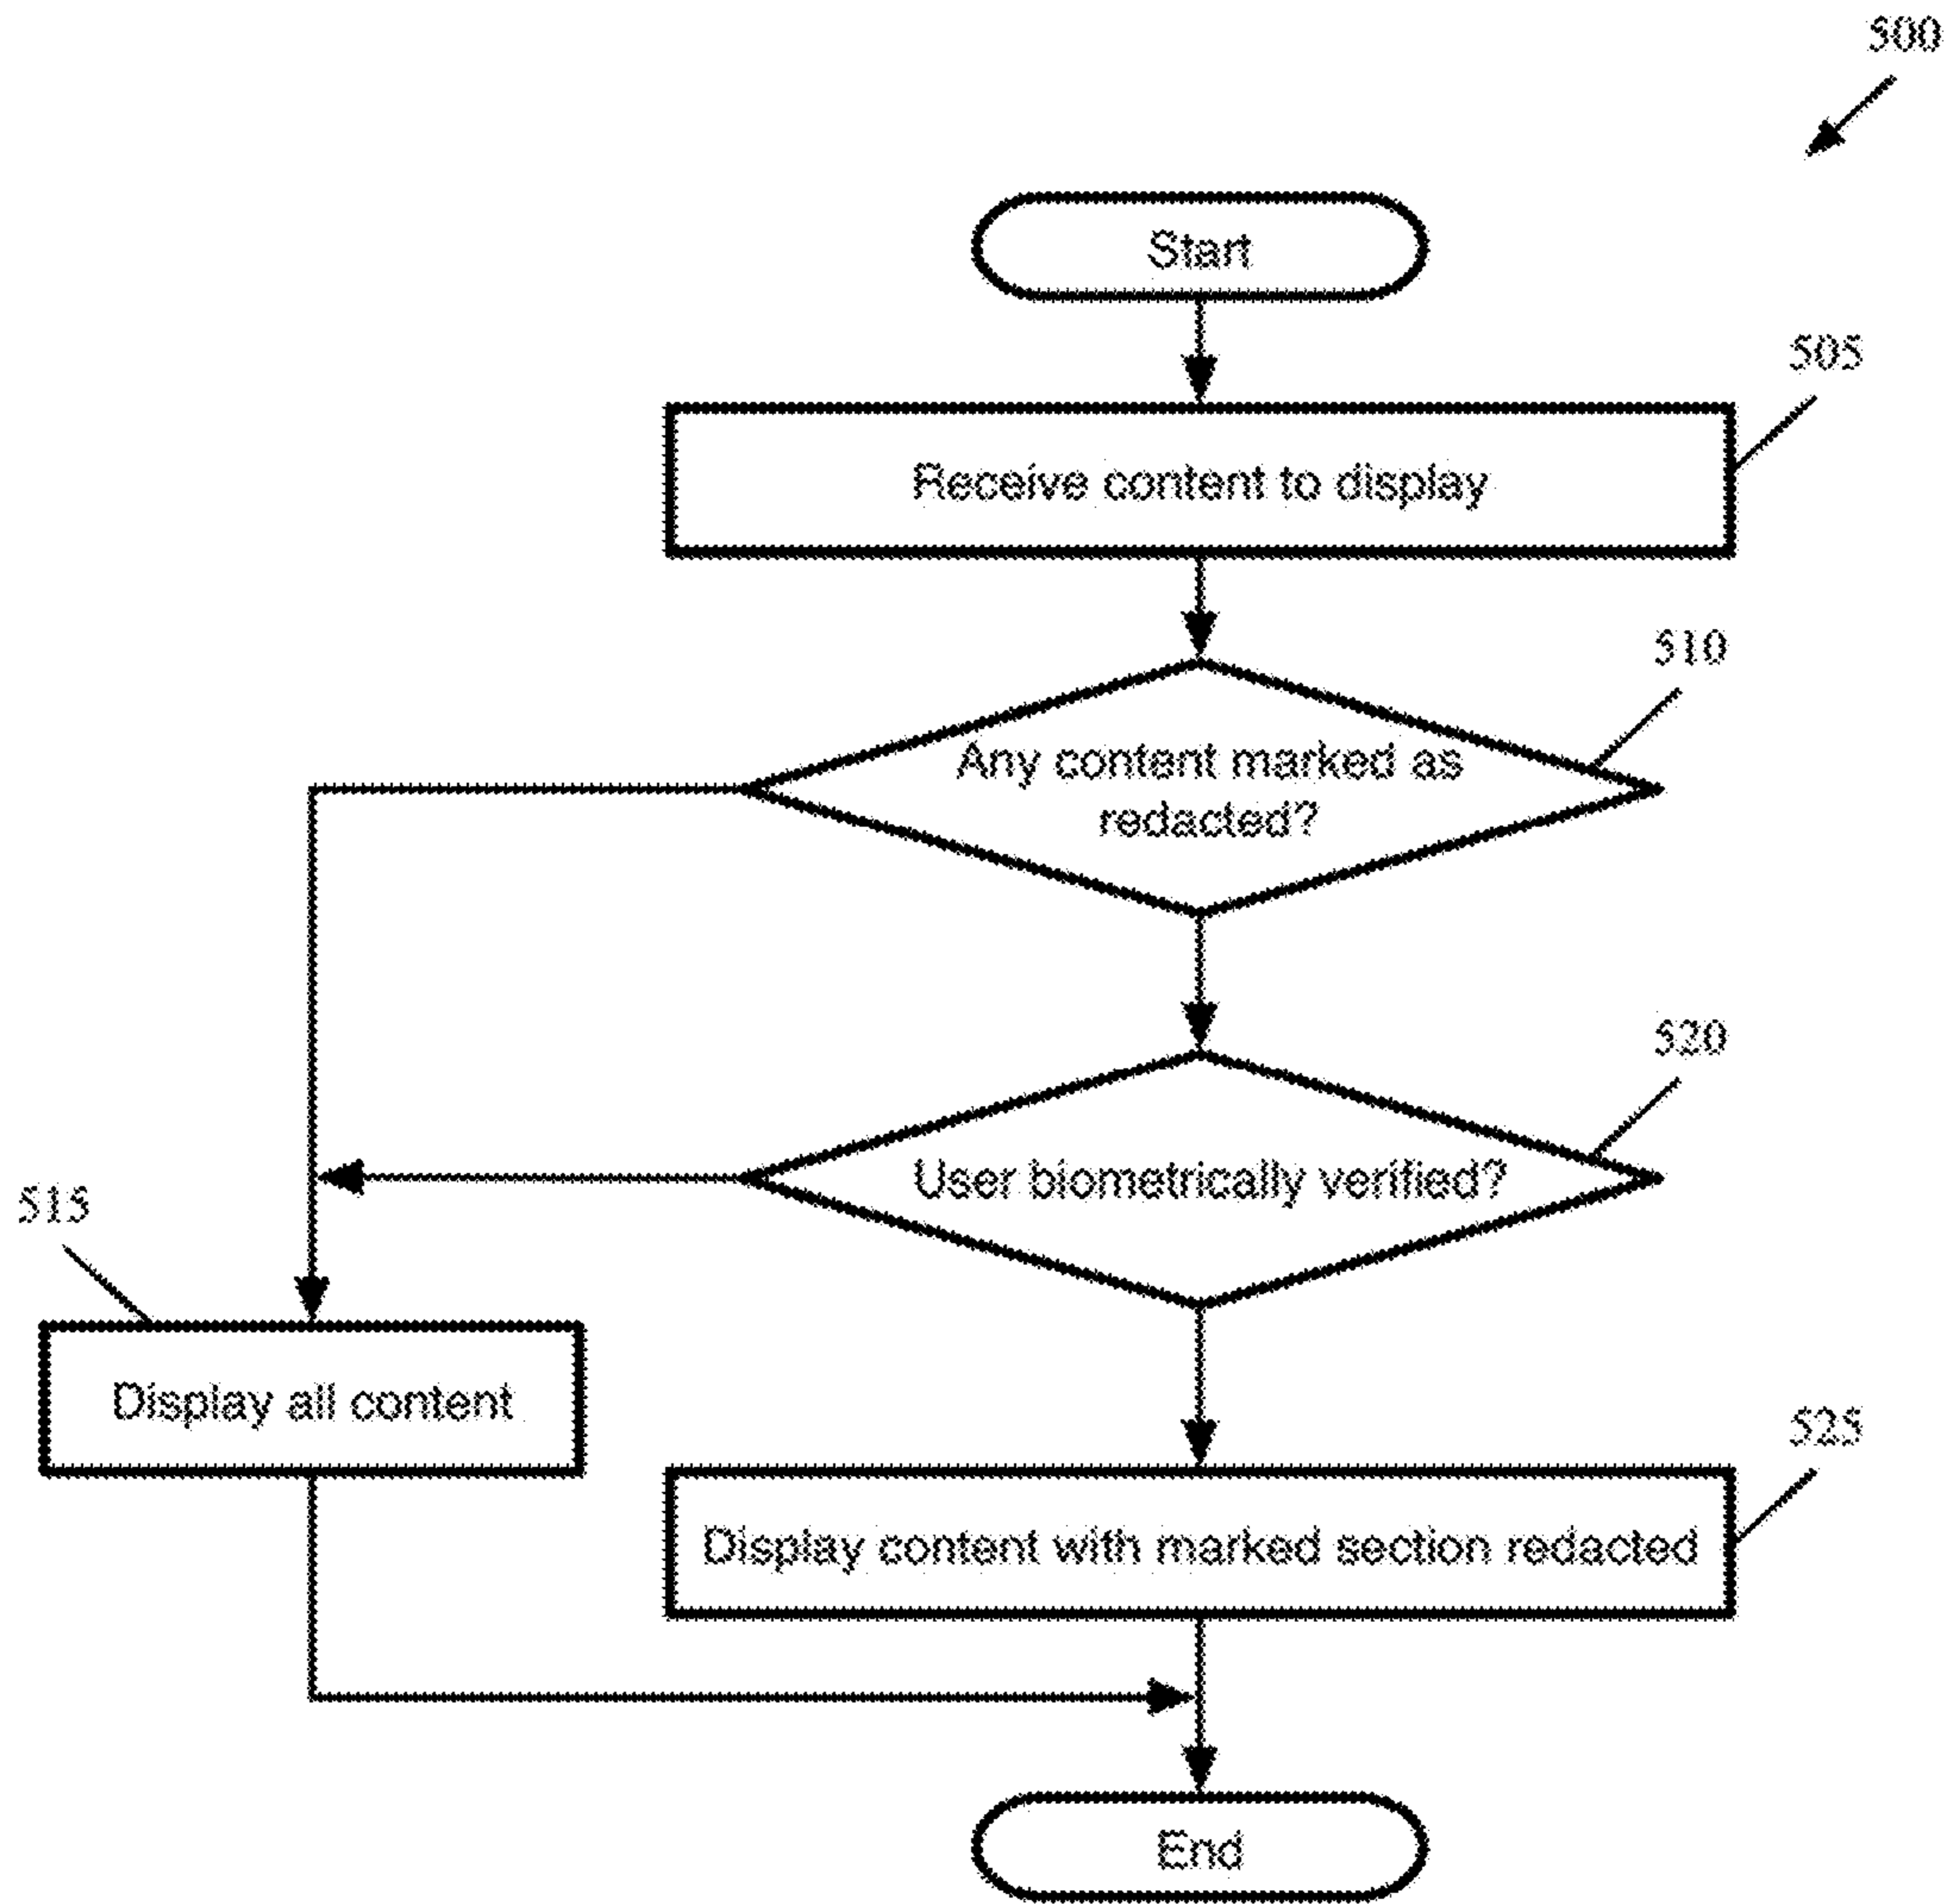 500
Start
505
Receive content to display
510
Any content marked as
redacted?
520
User biometrically verified?
515
Display all content
525
Display content with marked section redacted
End